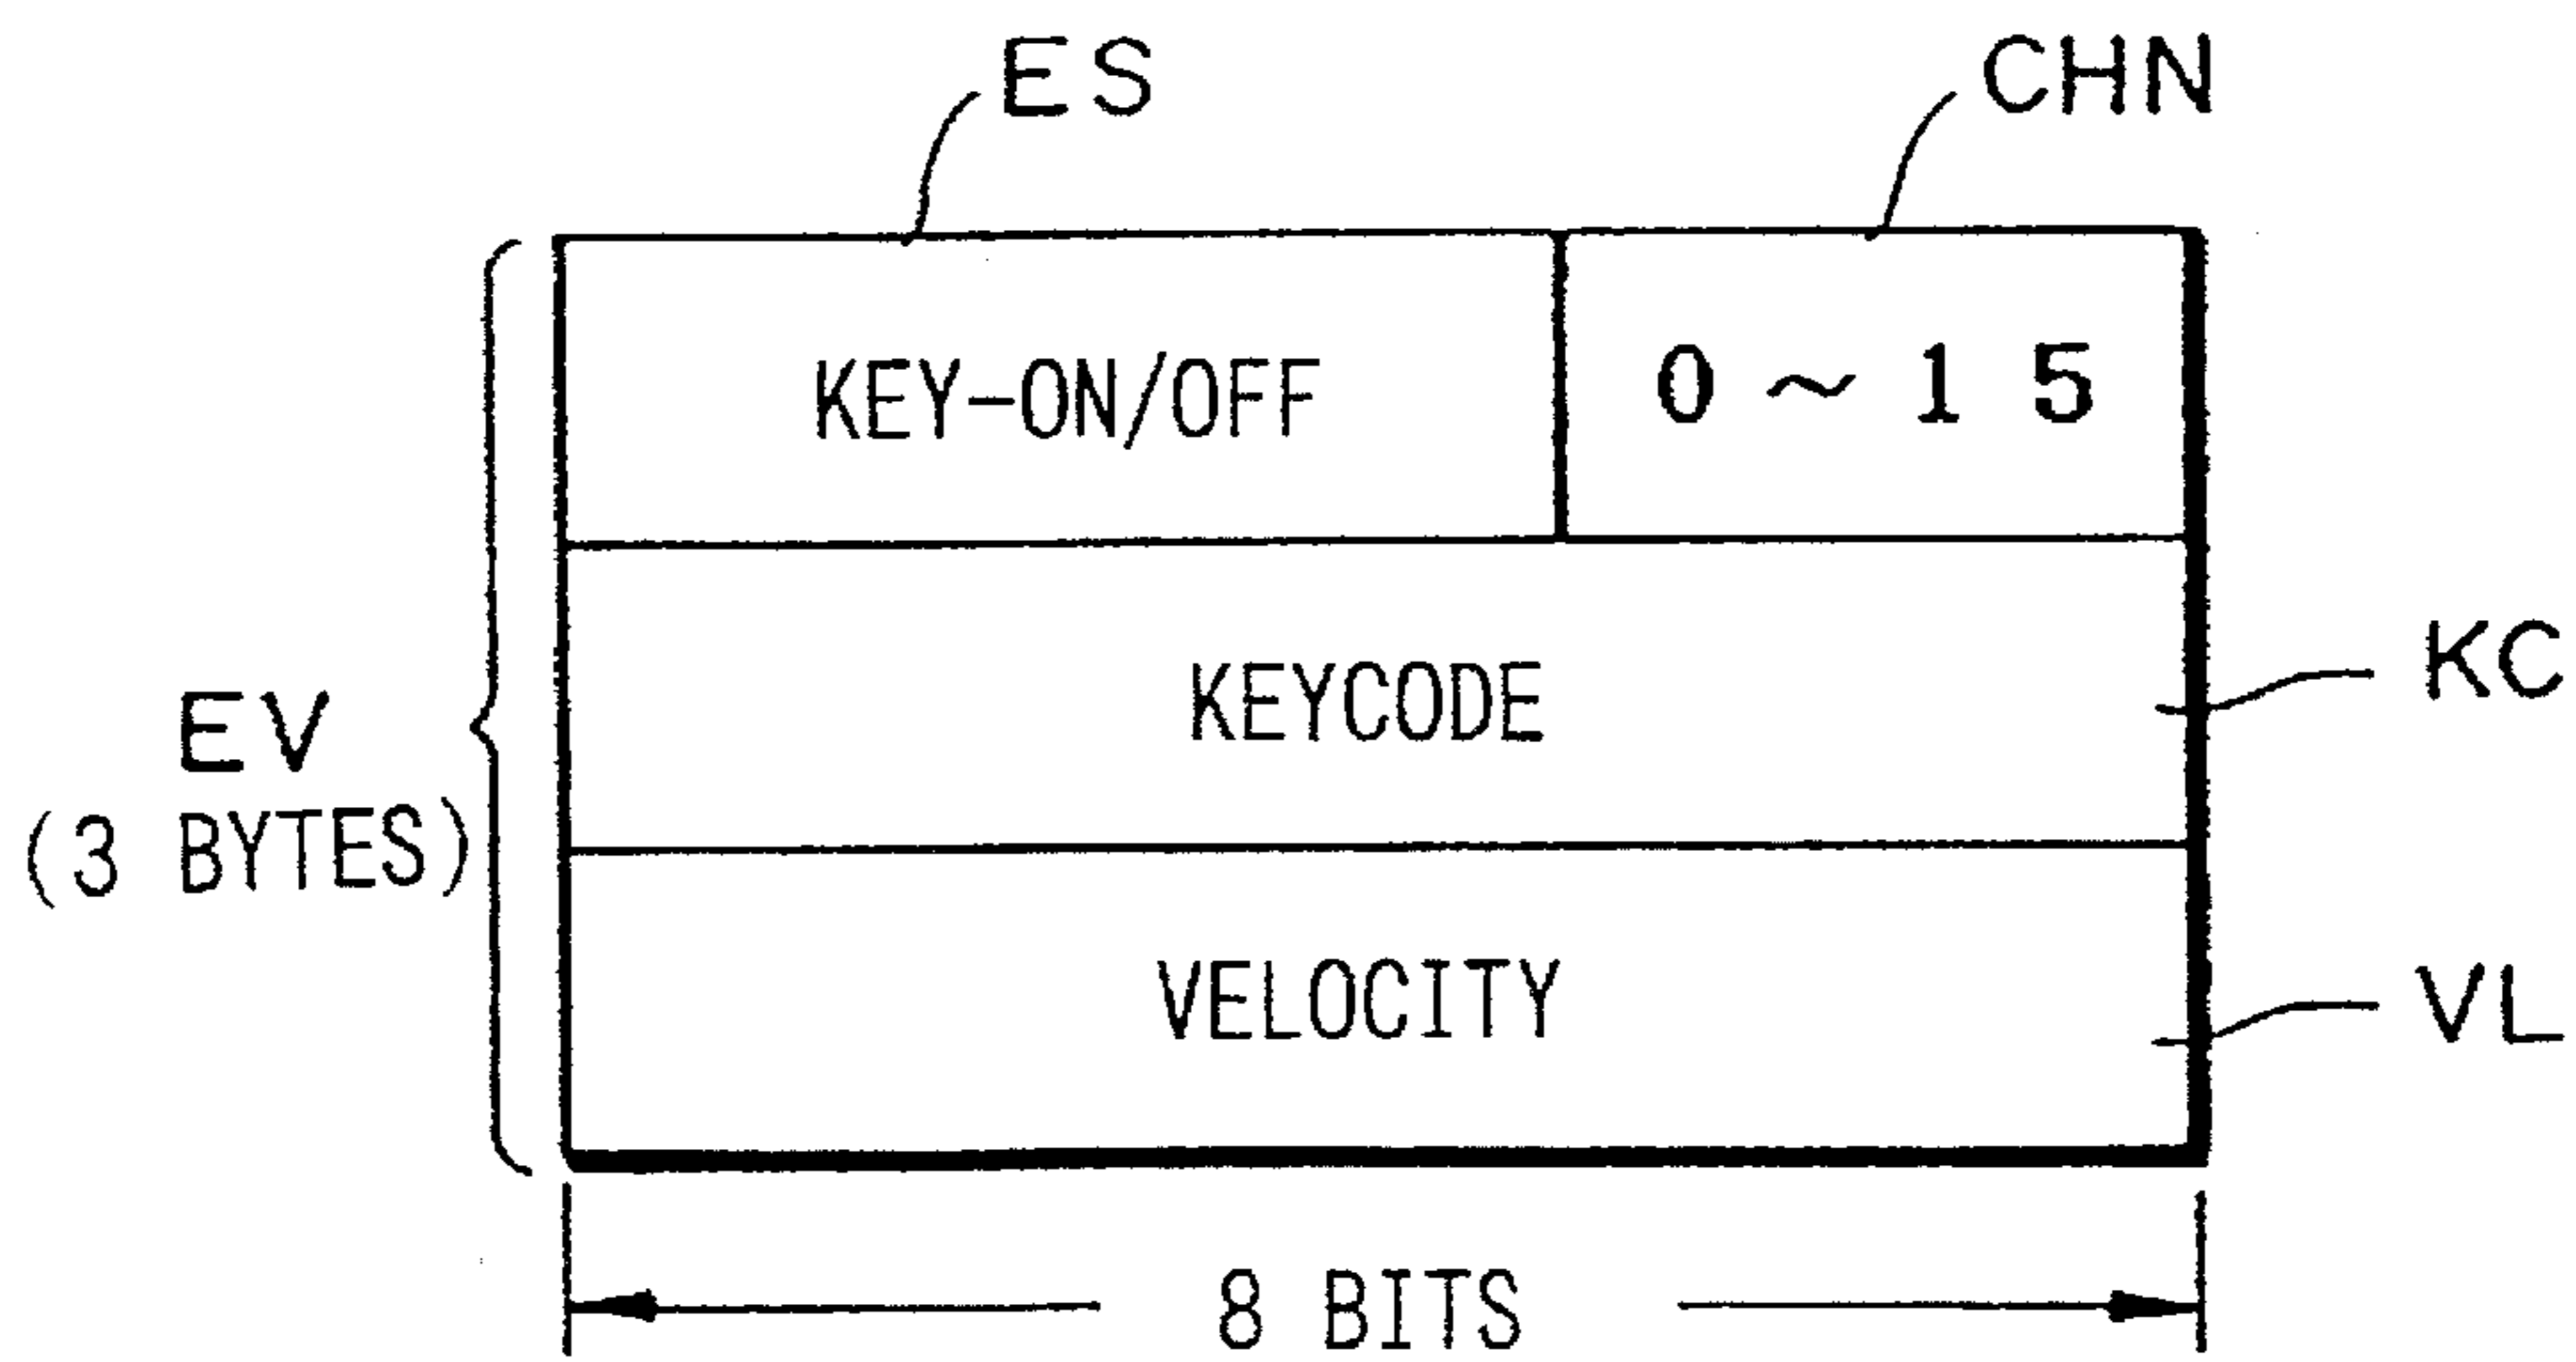 ES CHN
KEY-ON/OFF 0 ~ 1 5
KEYCODE KC
EV
(3 BYTES)
VELOCITY VL
8 BITS